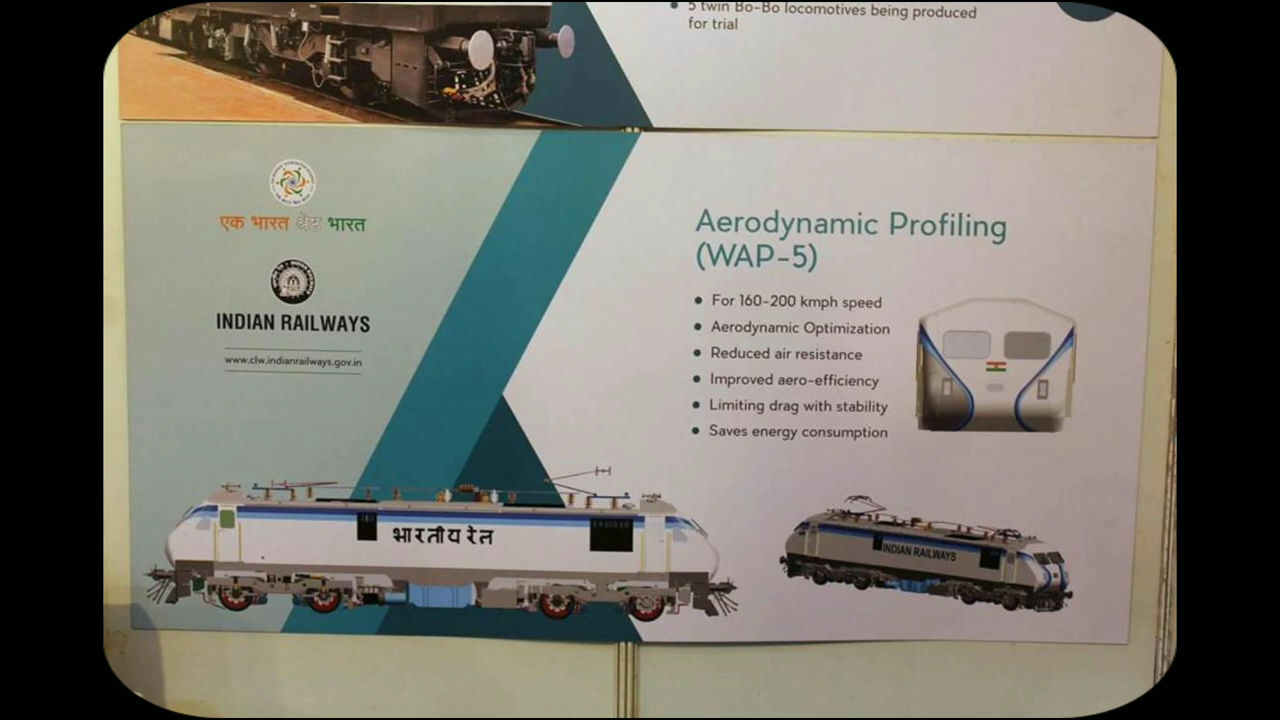 5 twin Bo-Bo locomotives being produced
for trial
एक भारत श्रेष्ठ भारत
INDIAN RAILWAYS
www.clw.indianrailways.gov.in
Aerodynamic Profiling
(WAP-5)
For 160-200 kmph speed
Aerodynamic Optimization
Reduced air resistance
Improved aero-efficiency
Limiting drag with stability
Saves energy consumption
भारतीय रेल
INDIAN RAILWAYS